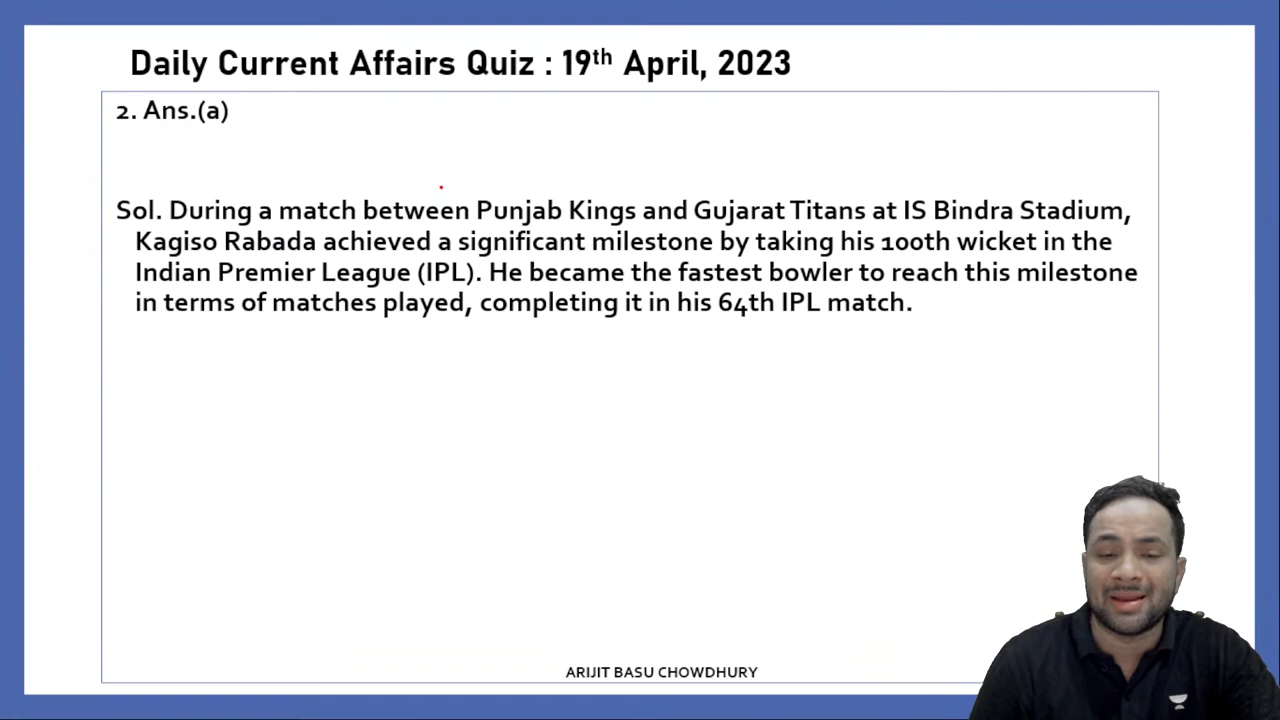 Daily Current Affairs Quiz : 19th April, 2023
2. Ans.(a)
Sol. During a match between Punjab Kings and Gujarat Titans at IS Bindra Stadium,
Kagiso Rabada achieved a significant milestone by taking his 100th wicket in the
Indian Premier League (IPL). He became the fastest bowler to reach this milestone
in terms of matches played, completing it in his 64th IPL match.
ARIJIT BASU CHOWDHURY